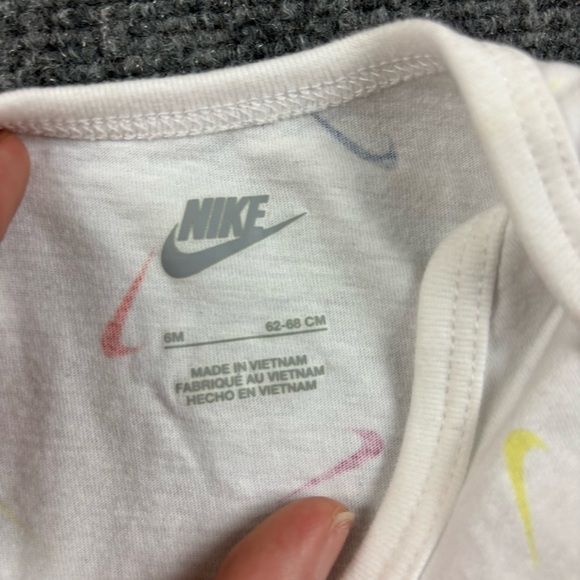 NIKE
6M 62-68 CM
MADE IN VIETNAM
FABRIQUÉ AU VIETNAM
HECHO EN VIETNAM